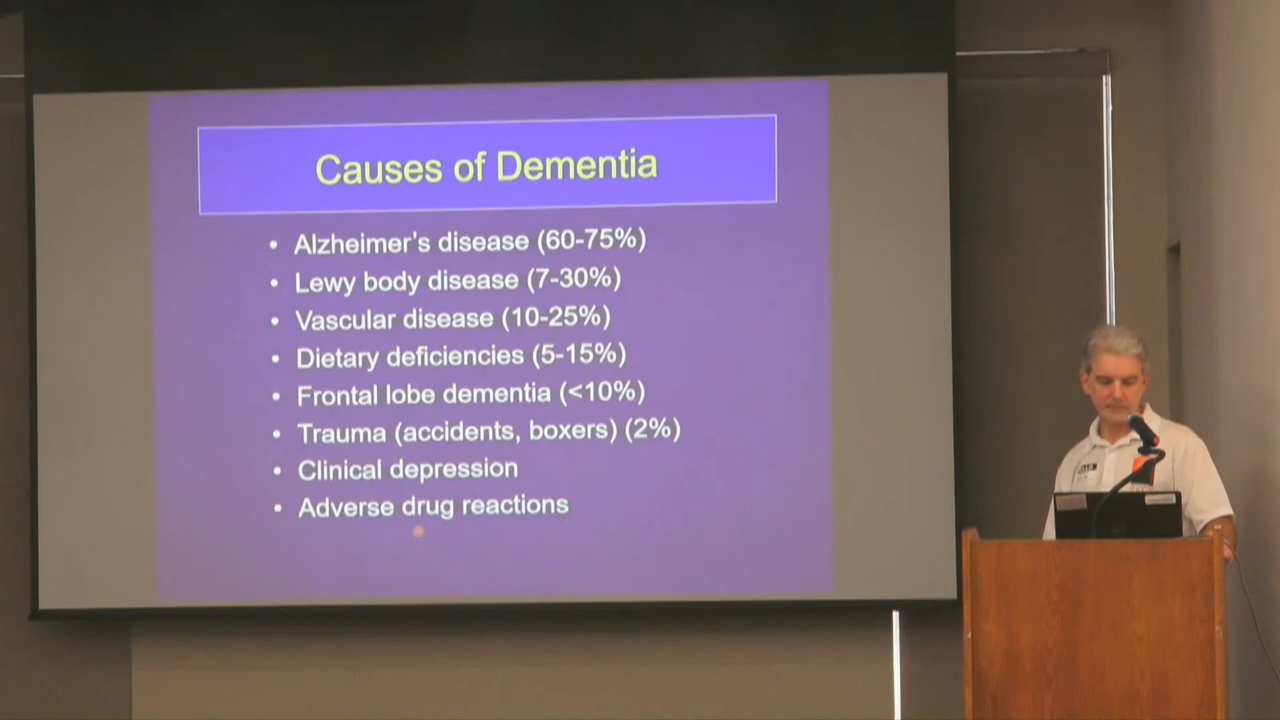 Causes of Dementia
• Alzheimer's disease (60-75%)
• Lewy body disease (7-30%)
• Vascular disease (10-25%)
• Dietary deficiencies (5-15%)
• Frontal lobe dementia (<10%)
• Trauma (accidents, boxers) (2%)
• Clinical depression
• Adverse drug reactions